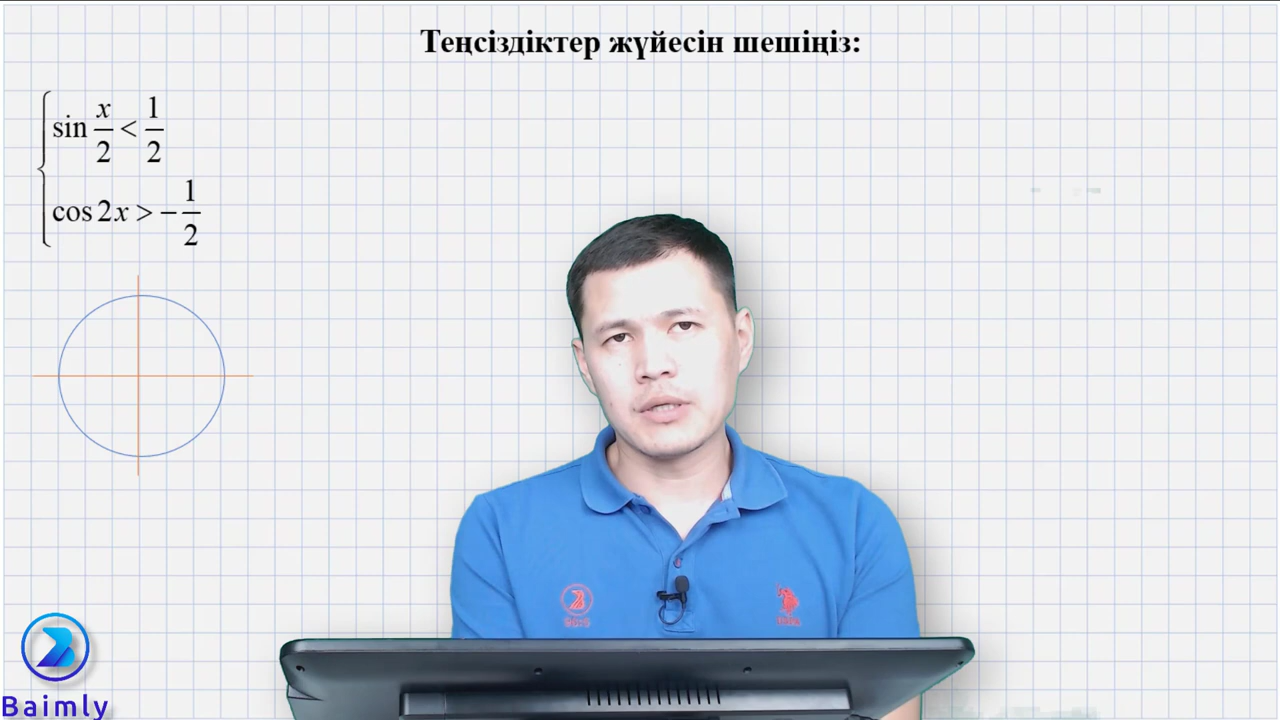 Теңсіздіктер жүйесін шешіңіз:
sin x/2 < 1/2
cos 2x > − 1/2
Baimly